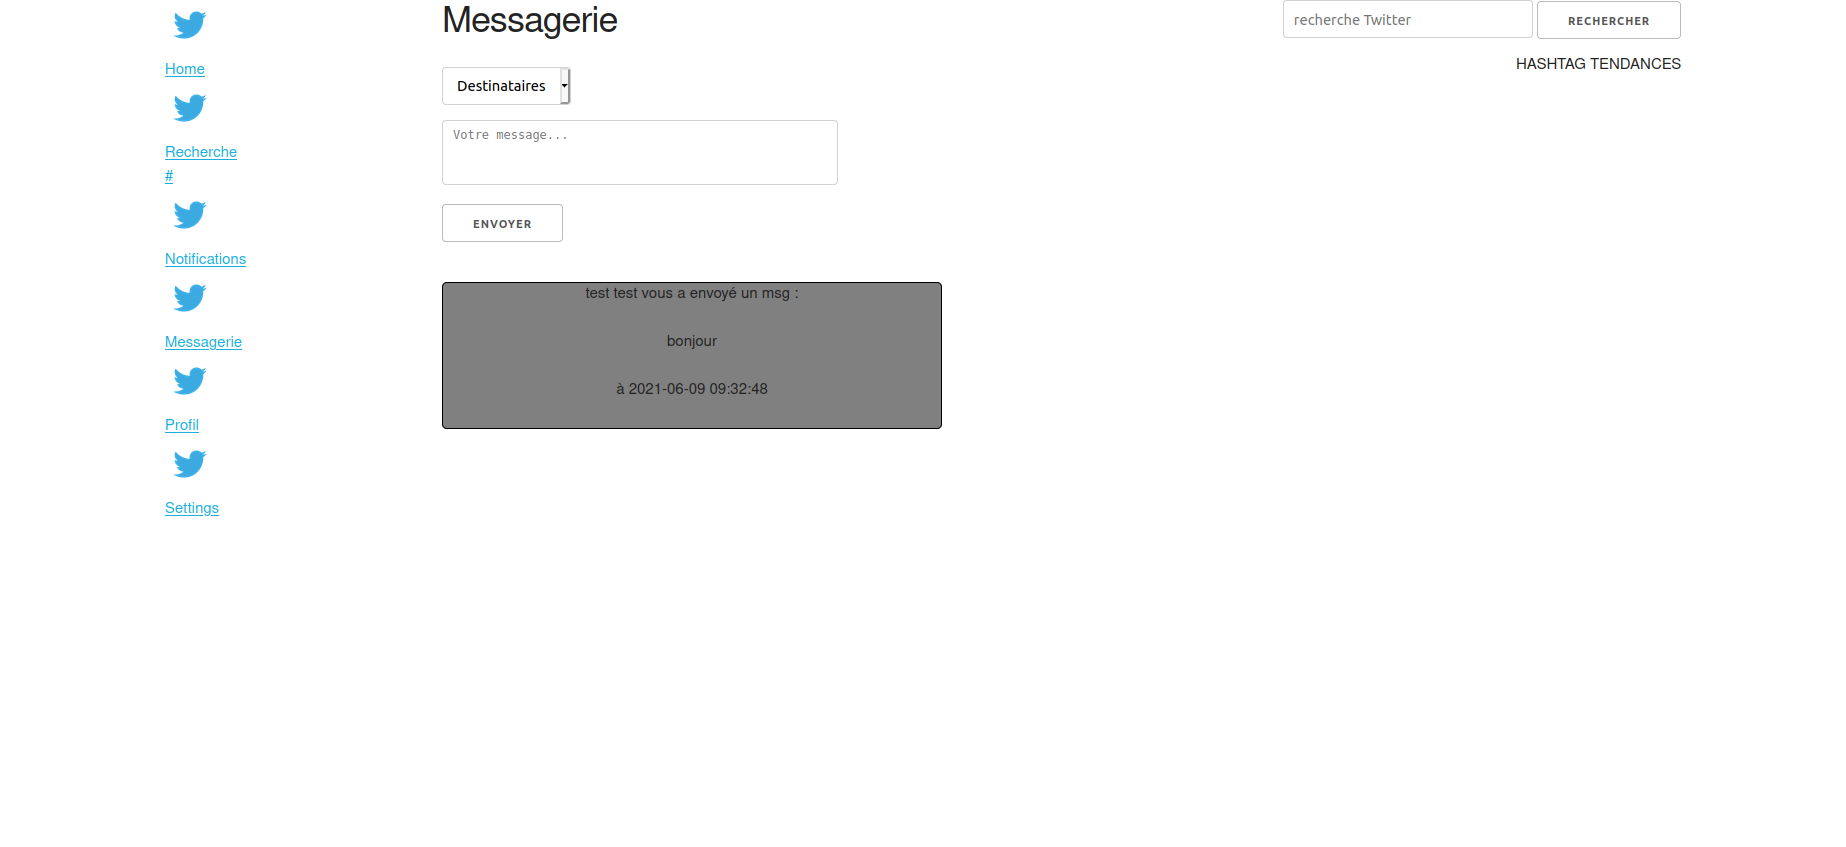 Home
Recherche
#
Notifications
Messagerie
Profil
Settings
Messagerie
Destinataires
Votre message...
ENVOYER
test test vous a envoyé un msg :
bonjour
à 2021-06-09 09:32:48
recherche Twitter
RECHERCHER
HASHTAG TENDANCES